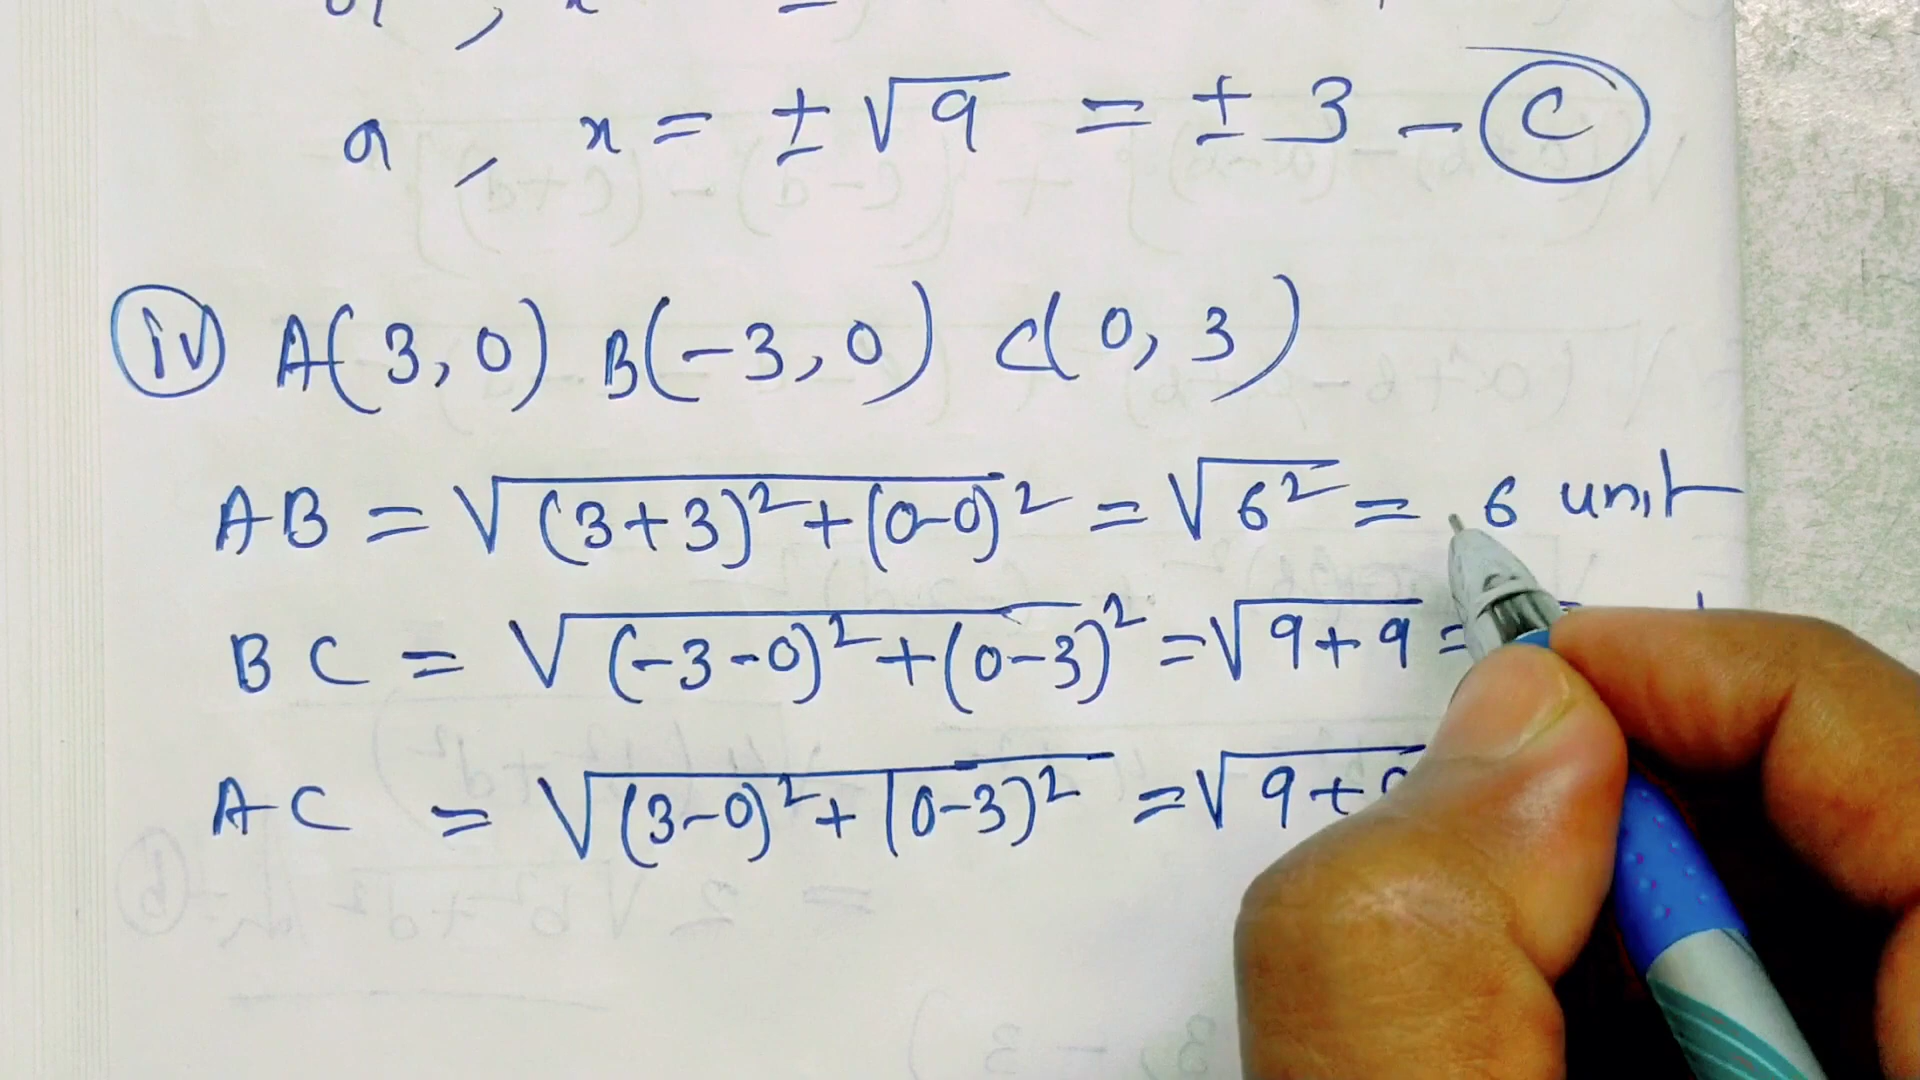 a, x = ± √9 = ± 3 – C
iv A(3,0) B(-3,0) C(0,3)
AB = √(3+3)² + (0-0)² = √6² = 6 unit
BC = √(-3-0)² + (0-3)² = √9+9 =
AC = √(3-0)² + (0-3)² = √9+